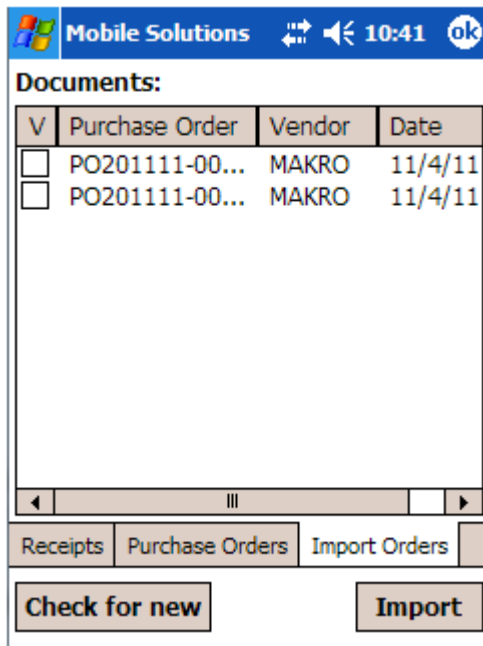 Mobile Solutions 10:41 ok
Documents:
V Purchase Order Vendor Date
PO201111-00... MAKRO 11/4/11
PO201111-00... MAKRO 11/4/11
Receipts Purchase Orders Import Orders
Check for new Import